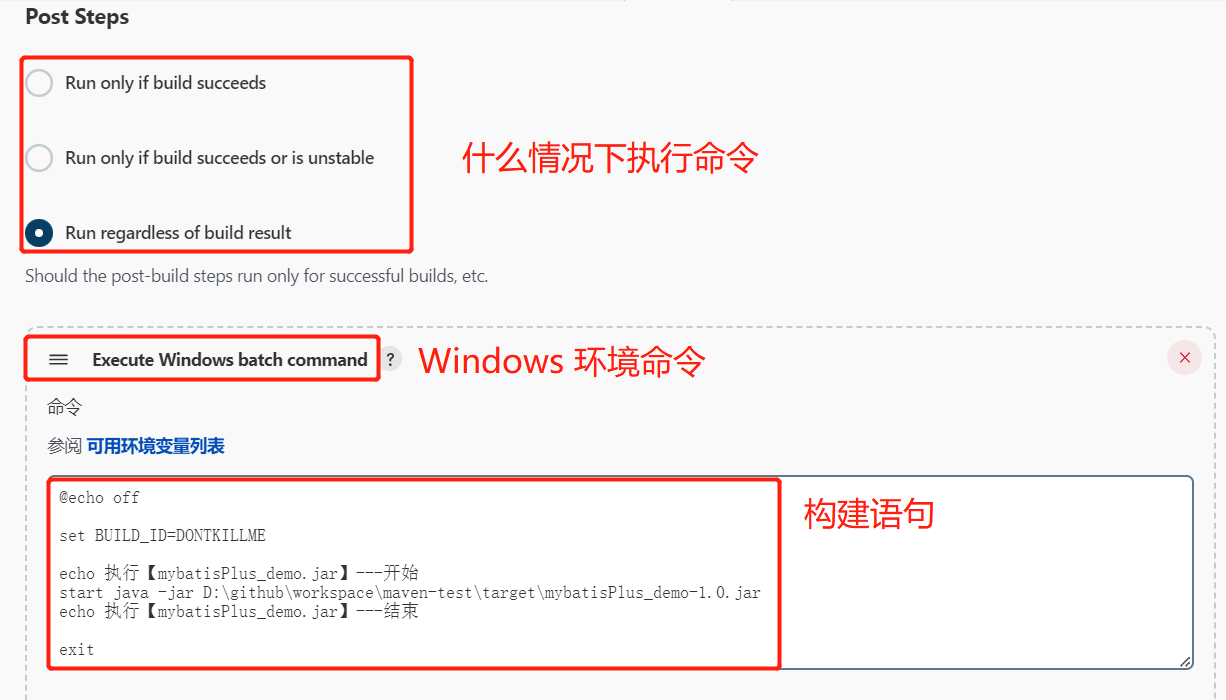 Post Steps
Run only if build succeeds
Run only if build succeeds or is unstable
什么情况下执行命令
Run regardless of build result
Should the post-build steps run only for successful builds, etc.
Execute Windows batch command ? Windows 环境命令
命令
参阅 可用环境变量列表
@echo off
构建语句
set BUILD_ID=DONTKILLME
echo 执行【mybatisPlus_demo.jar】---开始
start java -jar D:\github\workspace\maven-test\target\mybatisPlus_demo-1.0.jar
echo 执行【mybatisPlus_demo.jar】---结束
exit